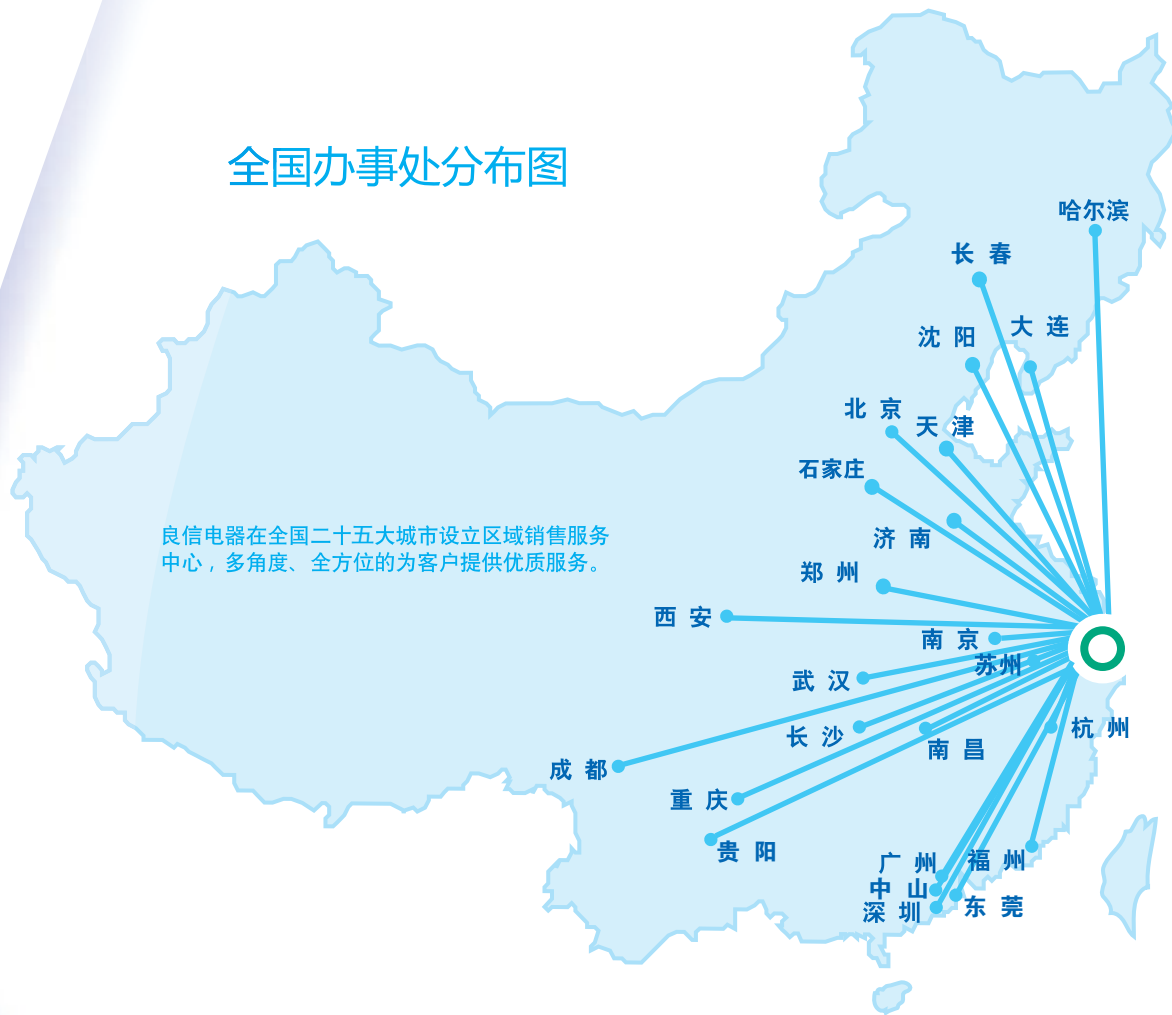 全国办事处分布图
哈尔滨
长春
大连
沈阳
北京
天津
石家庄
良信电器在全国二十五大城市设立区域销售服务
中心，多角度、全方位的为客户提供优质服务。
济南
郑州
西安
南京
苏州
武汉
杭州
长沙
南昌
成都
重庆
贵阳
广州
福州
中山
东莞
深圳